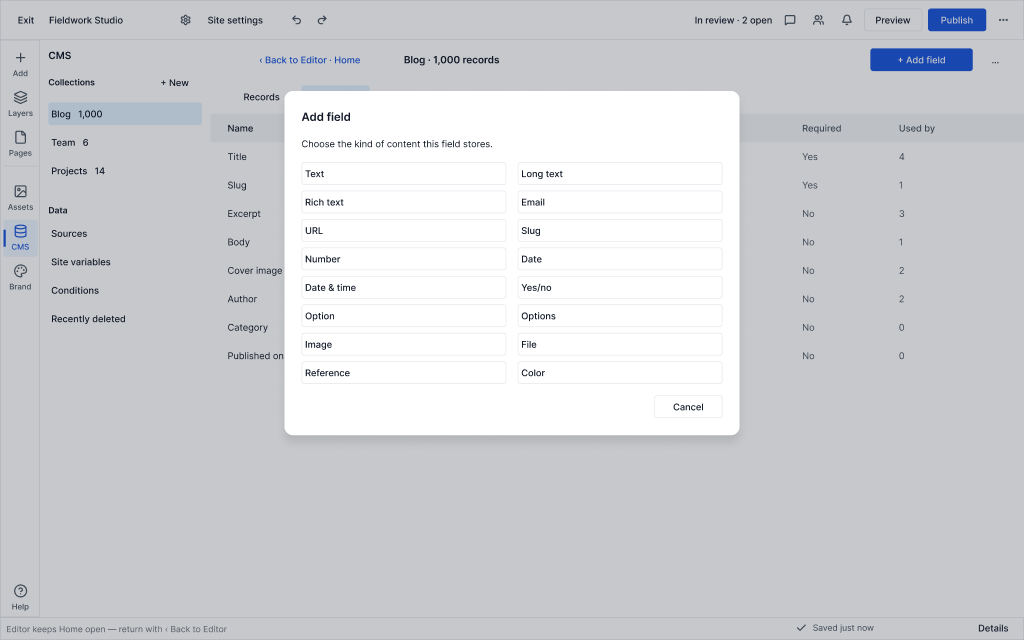 Exit Fieldwork Studio Site settings In review · 2 open Preview Publish
Add
Layers
Pages
Assets
CMS
Brand
Help
CMS
Collections + New
Blog 1,000
Team 6
Projects 14
Data
Sources
Site variables
Conditions
Recently deleted
‹ Back to Editor · Home Blog · 1,000 records + Add field ...
Records
Name Required Used by
Title Yes 4
Slug Yes 1
Excerpt No 3
Body No 1
Cover image No 2
Author No 2
Category No 0
Published on No 0
Add field
Choose the kind of content this field stores.
Text Long text
Rich text Email
URL Slug
Number Date
Date & time Yes/no
Option Options
Image File
Reference Color
Cancel
Editor keeps Home open — return with ‹ Back to Editor Saved just now Details